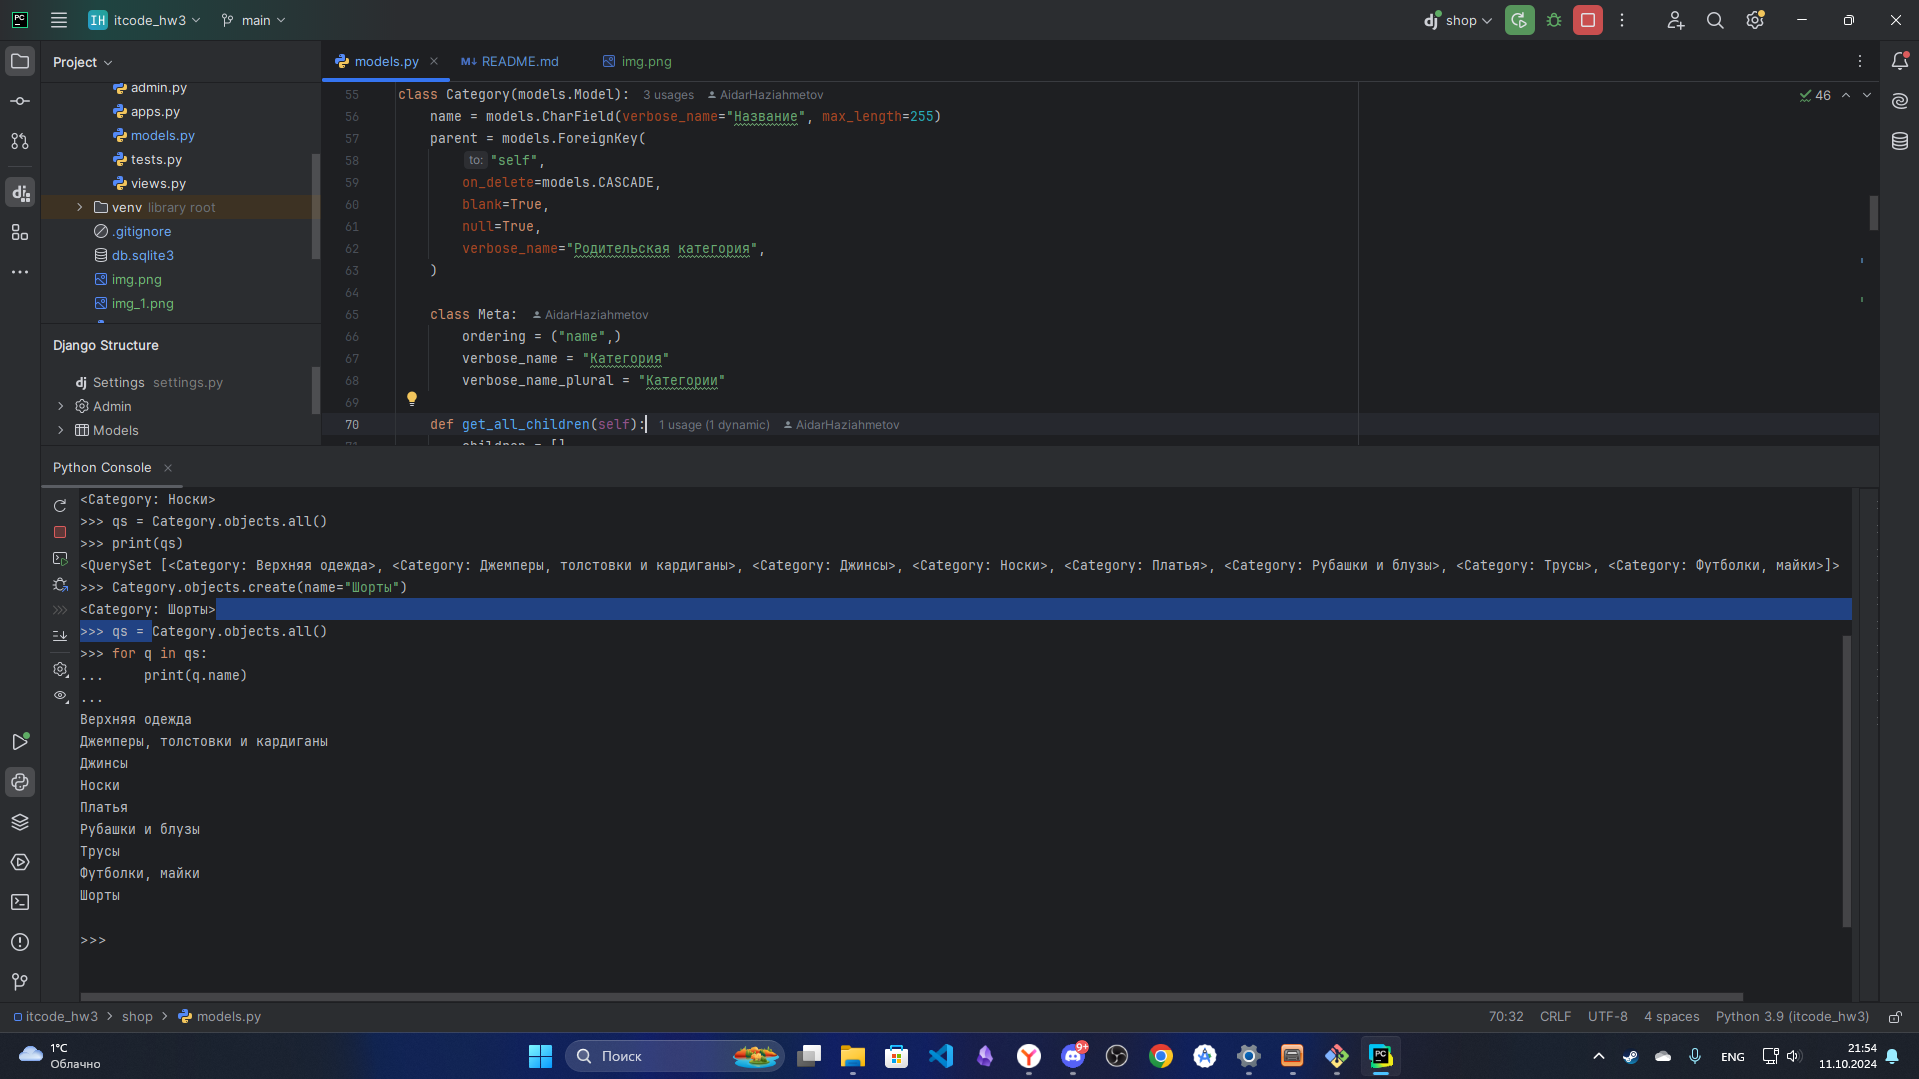 PC IH itcode_hw3 main dj shop
Project
models.py README.md img.png
admin.py
apps.py
models.py
tests.py
views.py
venv library root
.gitignore
db.sqlite3
img.png
img_1.png
Django Structure
dj Settings settings.py
Admin
Models
46
55 class Category(models.Model): 3 usages AidarHaziahmetov
56 name = models.CharField(verbose_name="Название", max_length=255)
57 parent = models.ForeignKey(
58 to: "self",
59 on_delete=models.CASCADE,
60 blank=True,
61 null=True,
62 verbose_name="Родительская категория",
63 )
64
65 class Meta: AidarHaziahmetov
66 ordering = ("name",)
67 verbose_name = "Категория"
68 verbose_name_plural = "Категории"
69
70 def get_all_children(self): 1 usage (1 dynamic) AidarHaziahmetov
71 children = []
Python Console
<Category: Носки>
>>> qs = Category.objects.all()
>>> print(qs)
<QuerySet [<Category: Верхняя одежда>, <Category: Джемперы, толстовки и кардиганы>, <Category: Джинсы>, <Category: Носки>, <Category: Платья>, <Category: Рубашки и блузы>, <Category: Трусы>, <Category: Футболки, майки>]>
>>> Category.objects.create(name="Шорты")
<Category: Шорты>
>>> qs = Category.objects.all()
>>> for q in qs:
... print(q.name)
...
Верхняя одежда
Джемперы, толстовки и кардиганы
Джинсы
Носки
Платья
Рубашки и блузы
Трусы
Футболки, майки
Шорты
>>>
itcode_hw3 > shop > models.py 70:32 CRLF UTF-8 4 spaces Python 3.9 (itcode_hw3)
1°C
Облачно
Поиск
9+
PC
ENG
21:54
11.10.2024